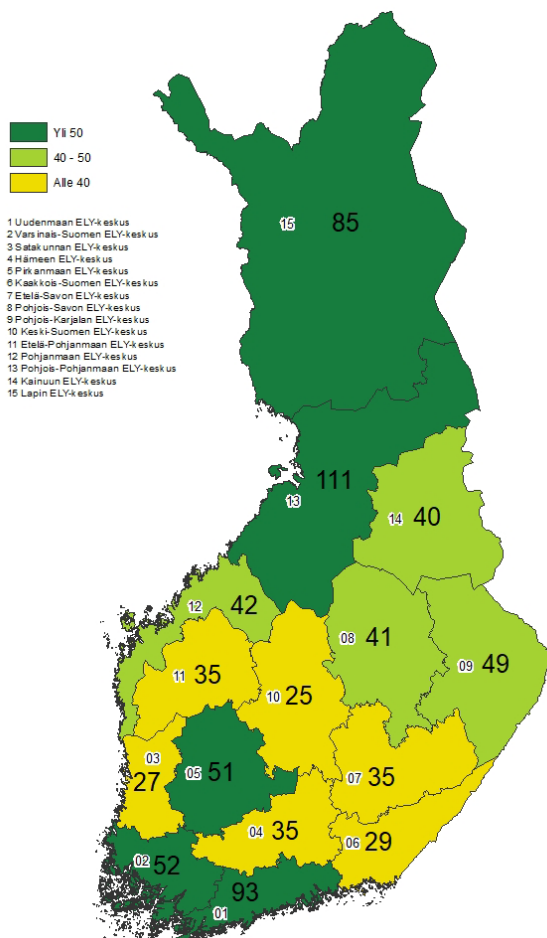 Yli 50
40 - 50
Alle 40
1 Uudenmaan ELY-keskus
2 Varsinais-Suomen ELY-keskus
3 Satakunnan ELY-keskus
4 Hämeen ELY-keskus
5 Pirkanmaan ELY-keskus
6 Kaakkois-Suomen ELY-keskus
7 Etelä-Savon ELY-keskus
8 Pohjois-Savon ELY-keskus
9 Pohjois-Karjalan ELY-keskus
10 Keski-Suomen ELY-keskus
11 Etelä-Pohjanmaan ELY-keskus
12 Pohjanmaan ELY-keskus
13 Pohjois-Pohjanmaan ELY-keskus
14 Kainuun ELY-keskus
15 Lapin ELY-keskus
15 85
13 111
14 40
12 42
08 41
09 49
11 35
10 25
03 27
05 51
07 35
04 35
06 29
02 52
01 93